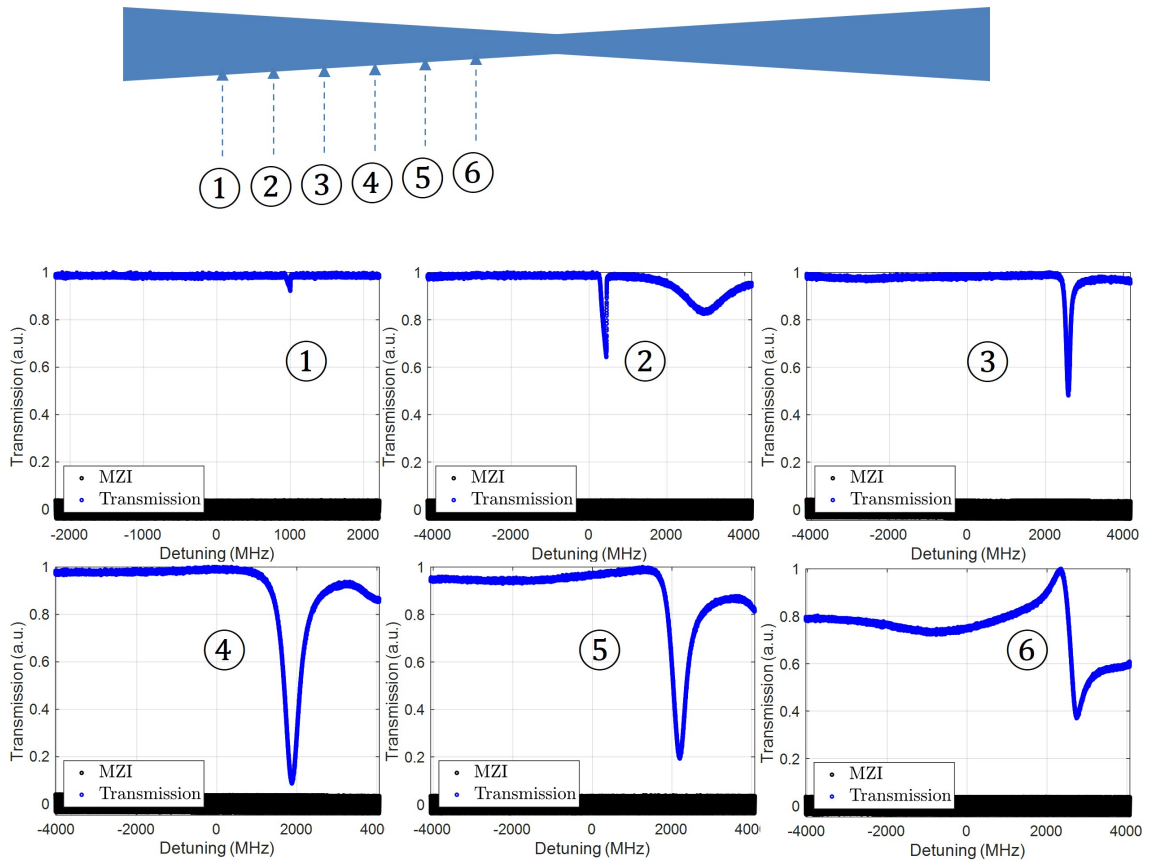 ① ② ③ ④ ⑤ ⑥
Transmission (a.u.)
1
0.8
0.6
0.4
0.2
0
①
MZI
Transmission
-2000 -1000 0 1000 2000
Detuning (MHz)
Transmission (a.u.)
1
0.8
0.6
0.4
0.2
0
②
MZI
Transmission
-4000 -2000 0 2000 4000
Detuning (MHz)
Transmission (a.u.)
1
0.8
0.6
0.4
0.2
0
③
MZI
Transmission
-4000 -2000 0 2000 4000
Detuning (MHz)
Transmission (a.u.)
1
0.8
0.6
0.4
0.2
0
④
MZI
Transmission
-4000 -2000 0 2000 400
Detuning (MHz)
Transmission (a.u.)
1
0.8
0.6
0.4
0.2
0
⑤
MZI
Transmission
-4000 -2000 0 2000 400
Detuning (MHz)
Transmission (a.u.)
1
0.8
0.6
0.4
0.2
0
⑥
MZI
Transmission
-4000 -2000 0 2000 4000
Detuning (MHz)